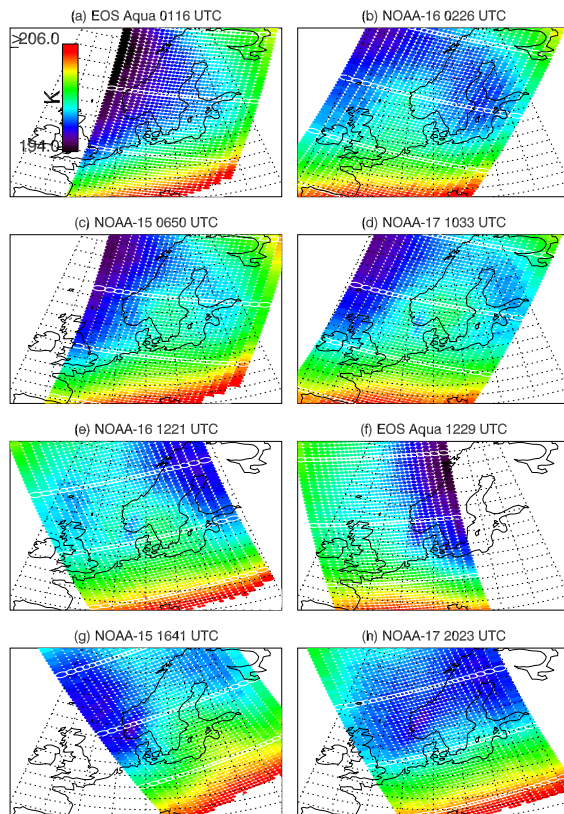 (a) EOS Aqua 0116 UTC
(b) NOAA-16 0226 UTC
206.0
K
194.0
(c) NOAA-15 0650 UTC
(d) NOAA-17 1033 UTC
(e) NOAA-16 1221 UTC
(f) EOS Aqua 1229 UTC
(g) NOAA-15 1641 UTC
(h) NOAA-17 2023 UTC